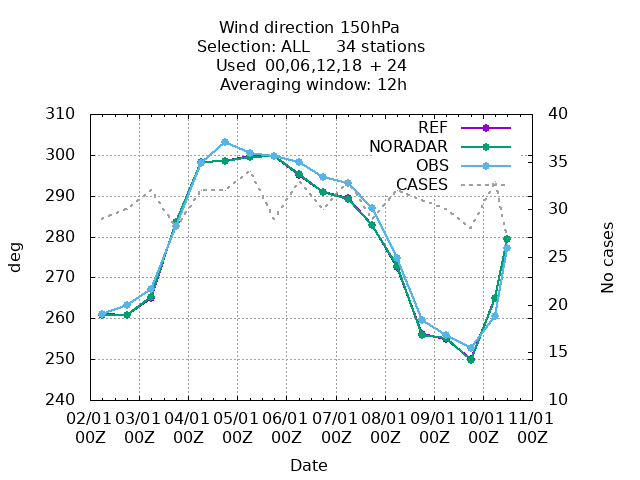 Wind direction 150hPa
Selection: ALL 34 stations
Used 00,06,12,18 + 24
Averaging window: 12h
310
300
290
280
270
260
250
240
deg
40
35
30
25
20
15
10
No cases
REF
NORADAR
OBS
CASES
02/01 03/01 04/01 05/01 06/01 07/01 08/01 09/01 10/01 11/01
00Z 00Z 00Z 00Z 00Z 00Z 00Z 00Z 00Z 00Z
Date